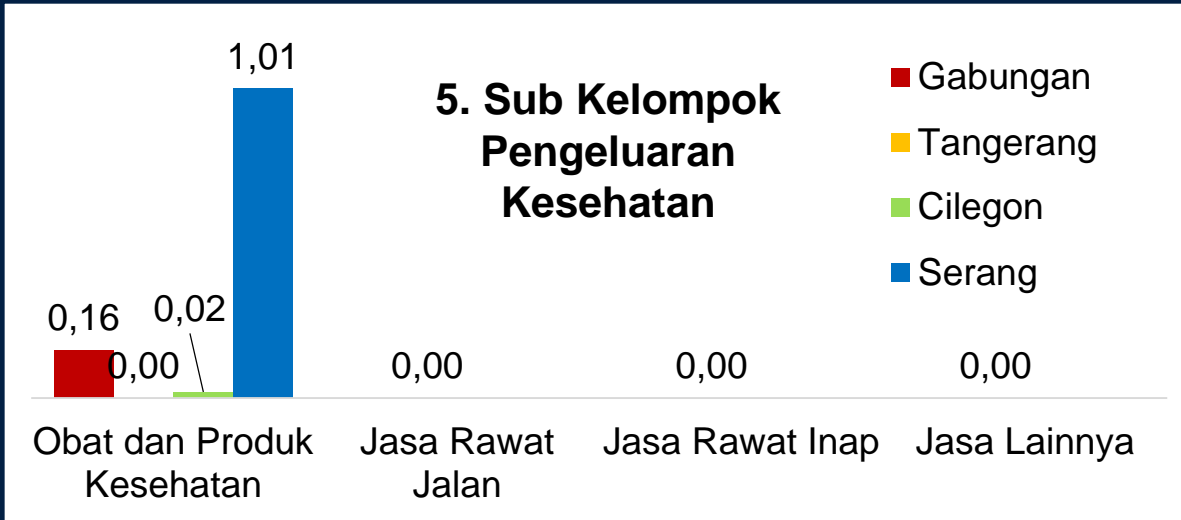 5. Sub Kelompok
Pengeluaran
Kesehatan
Gabungan
Tangerang
Cilegon
Serang
1,01
0,16
0,02
0,00
0,00
0,00
0,00
Obat dan Produk
Kesehatan
Jasa Rawat
Jalan
Jasa Rawat Inap
Jasa Lainnya